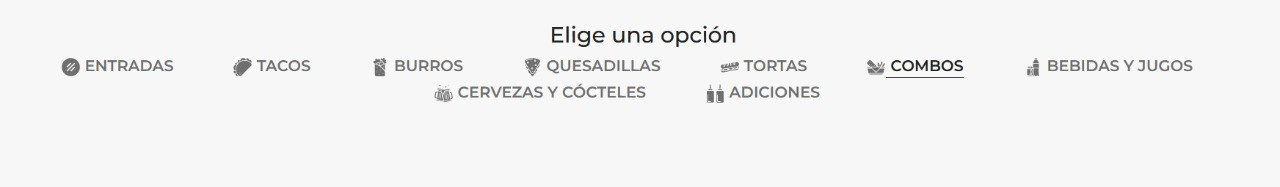 Elige una opción
ENTRADAS TACOS BURROS QUESADILLAS TORTAS COMBOS BEBIDAS Y JUGOS
CERVEZAS Y CÓCTELES ADICIONES